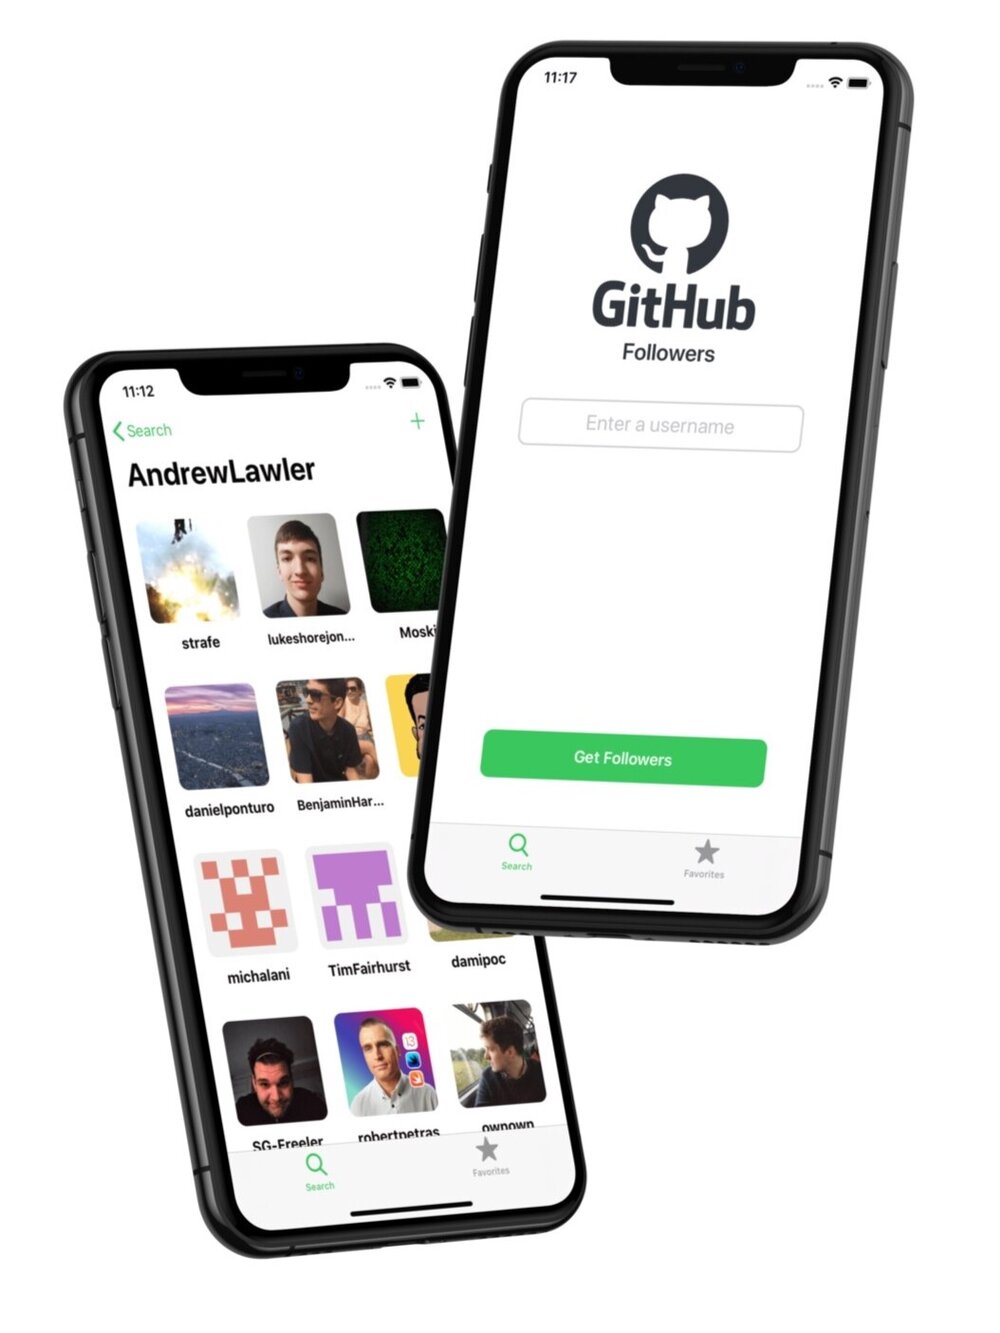 11:17
GitHub
Followers
Enter a username
Get Followers
Search
Favorites
11:12
Search
AndrewLawler
strafe
lukeshorejon...
danielponturo
BenjaminHar...
michalani
TimFairhurst
damipoc
SG-Freeler
robertpetras
ownown
Search
Favorites